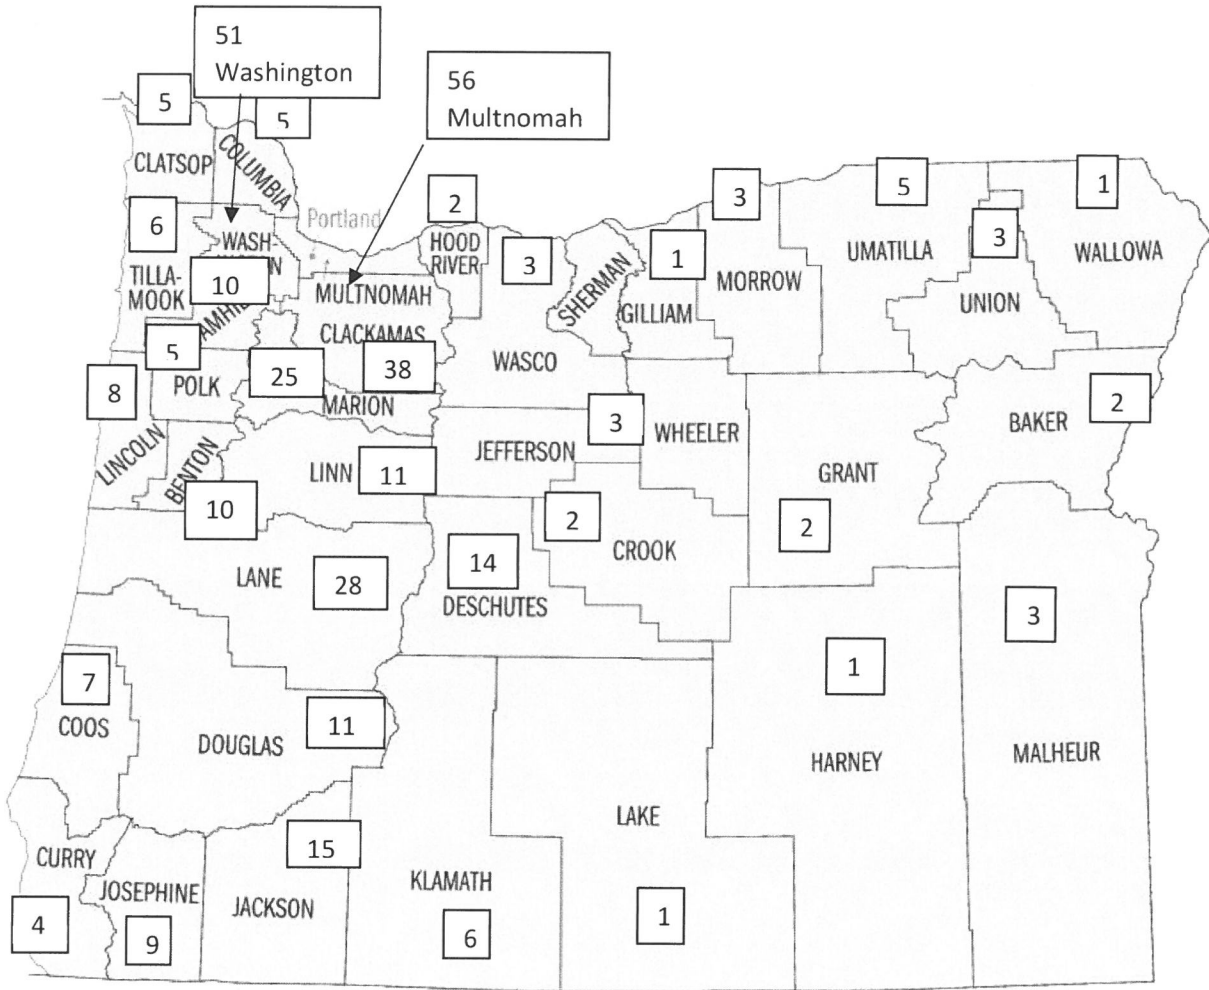 51
Washington
56
Multnomah
5
5
CLATSOP
COLUMBIA
Portland
6
2
3
5
1
WASH-
HOOD
RIVER
3
SHERMAN
1
MORROW
UMATILLA
3
WALLOWA
TILLA-
MOOK
10
MULTNOMAH
GILLIAM
UNION
CLACKAMAS
5
POLK
25
38
WASCO
8
MARION
3
2
BAKER
LINCOLN
BENTON
LINN
11
JEFFERSON
WHEELER
GRANT
10
2
CROOK
2
LANE
28
14
DESCHUTES
3
7
COOS
1
DOUGLAS
11
HARNEY
MALHEUR
LAKE
CURRY
15
JOSEPHINE
JACKSON
KLAMATH
4
9
6
1